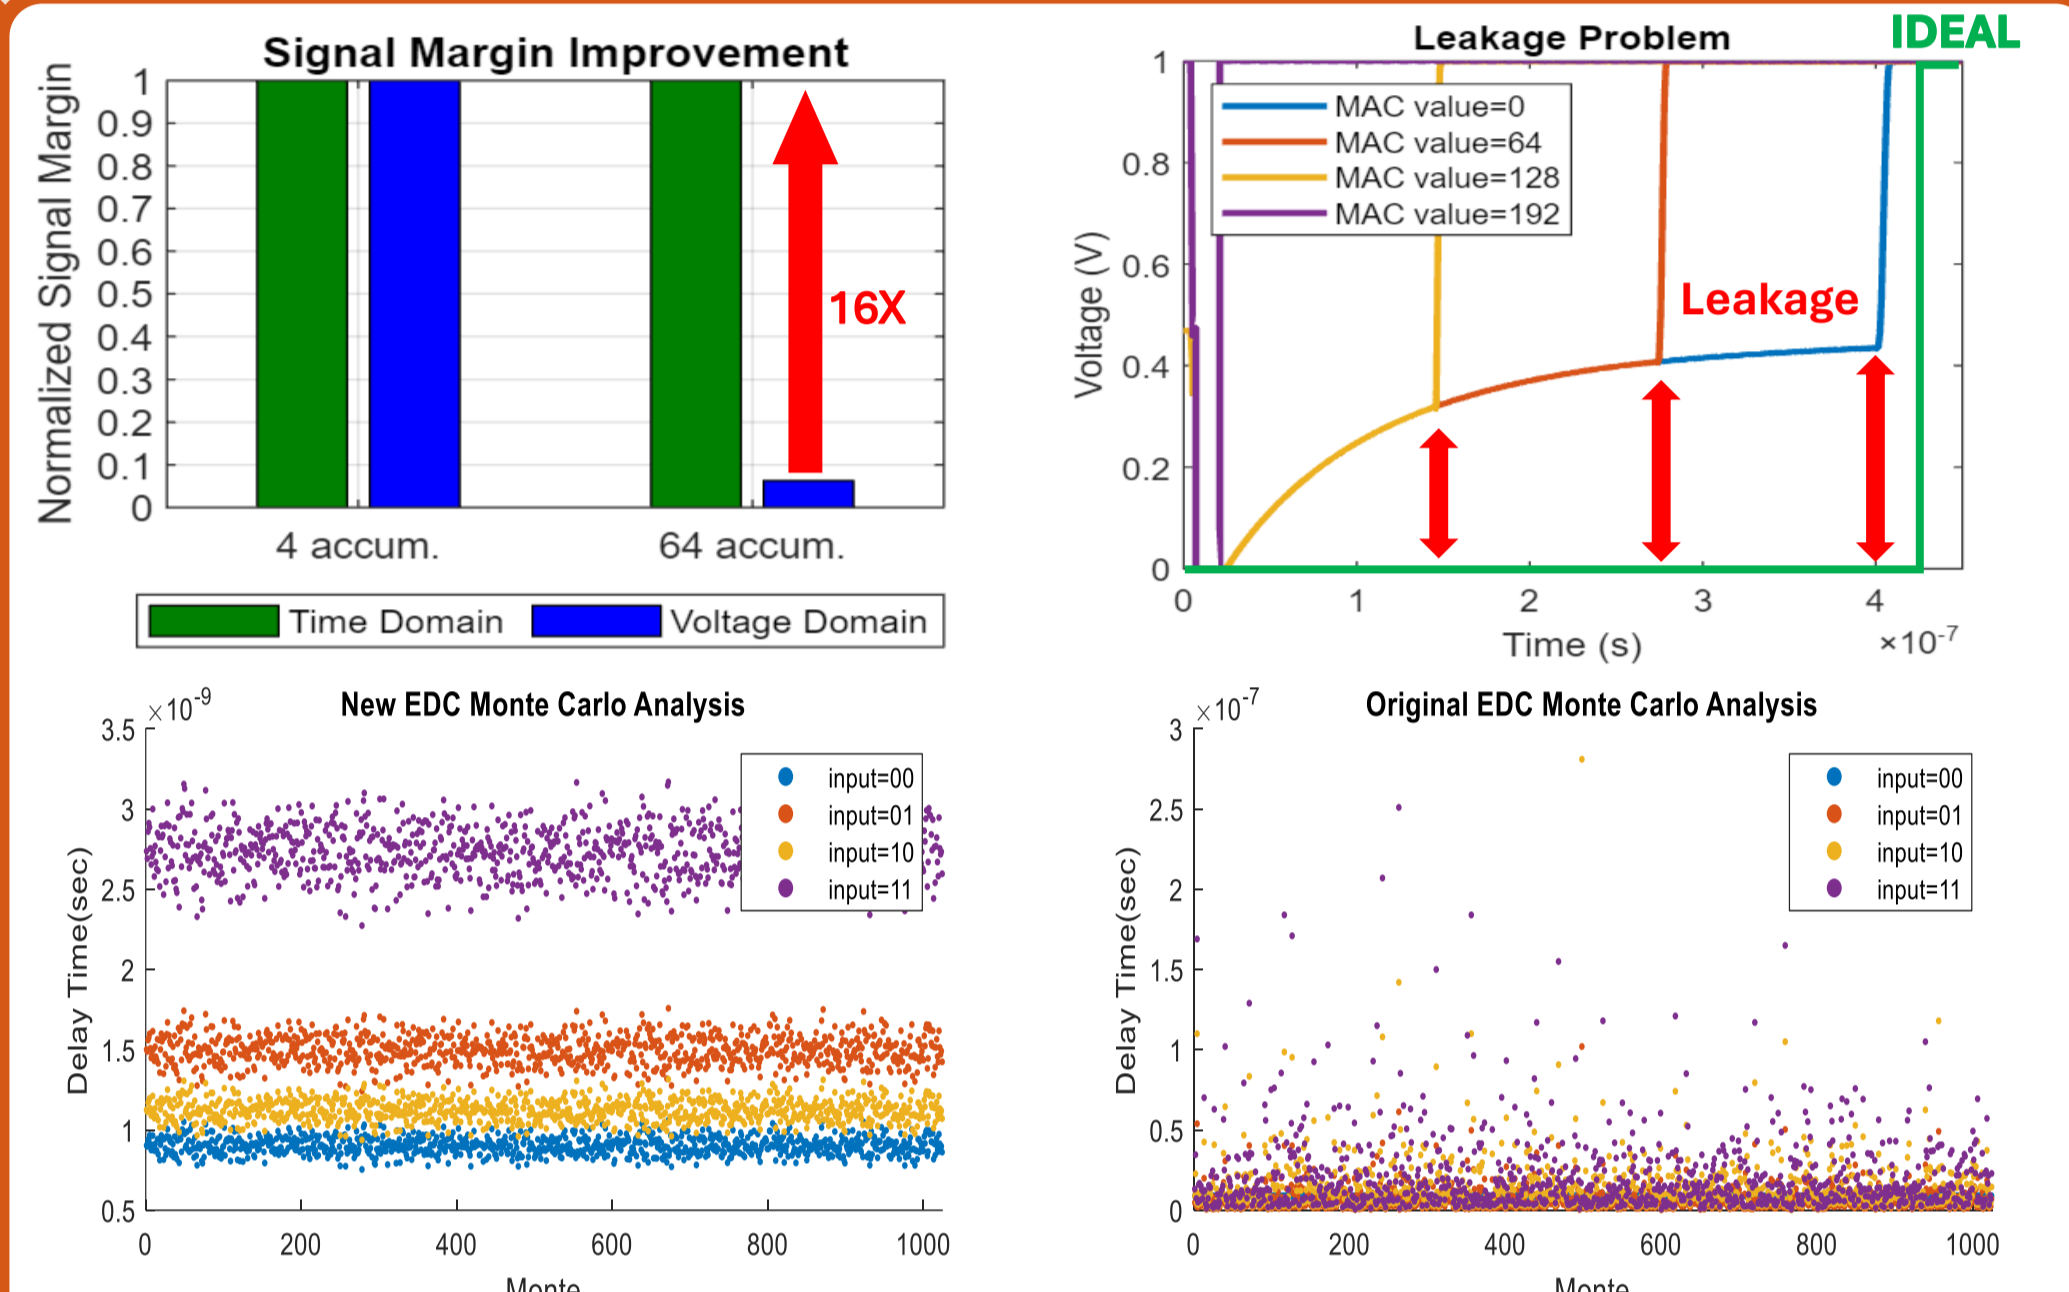 Signal Margin Improvement
Normalized Signal Margin
1
0.9
0.8
0.7
0.6
0.5
0.4
0.3
0.2
0.1
0
16X
4 accum.
64 accum.
Time Domain
Voltage Domain
Leakage Problem
IDEAL
Voltage (V)
1
0.8
0.6
0.4
0.2
0
MAC value=0
MAC value=64
MAC value=128
MAC value=192
Leakage
0 1 2 3 4
Time (s)
×10-7
New EDC Monte Carlo Analysis
×10-9
Delay Time(sec)
3.5
3
2.5
2
1.5
1
0.5
input=00
input=01
input=10
input=11
0 200 400 600 800 1000
Monte
Original EDC Monte Carlo Analysis
×10-7
Delay Time(sec)
3
2.5
2
1.5
1
0.5
0
input=00
input=01
input=10
input=11
0 200 400 600 800 1000
Monte